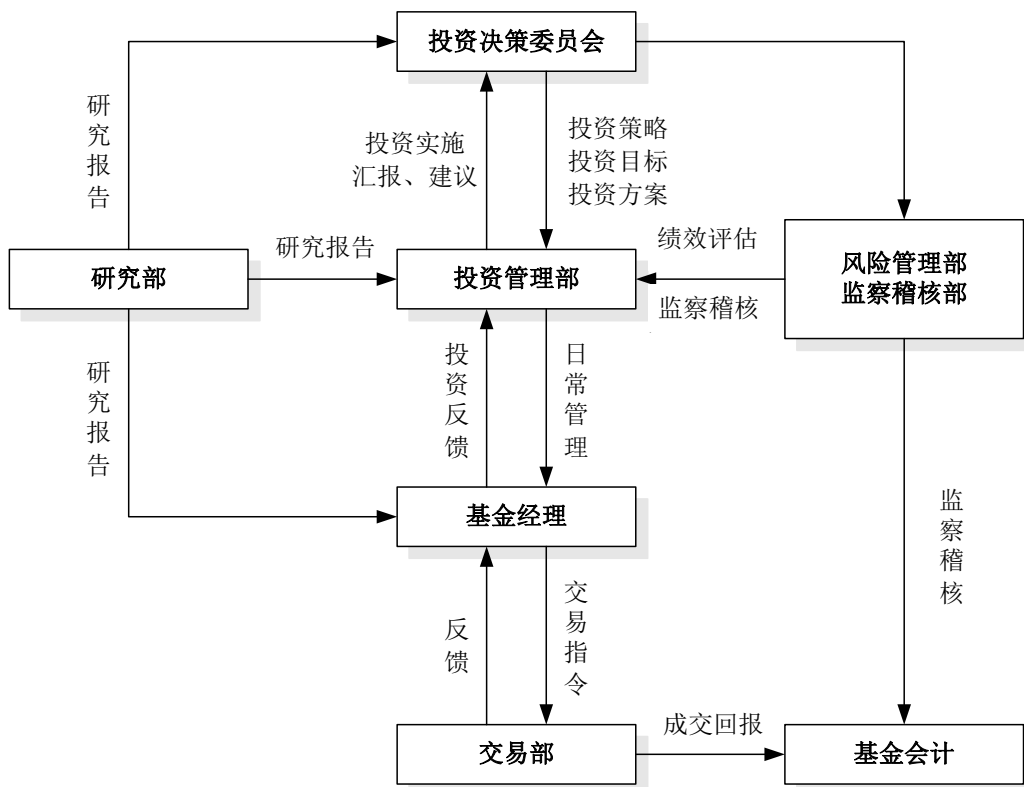 投资决策委员会
研究报告
投资实施
汇报、建议
投资策略
投资目标
投资方案
研究部
研究报告
投资管理部
绩效评估
监察稽核
风险管理部
监察稽核部
研究报告
投资反馈
日常管理
基金经理
监察稽核
反馈
交易指令
交易部
成交回报
基金会计